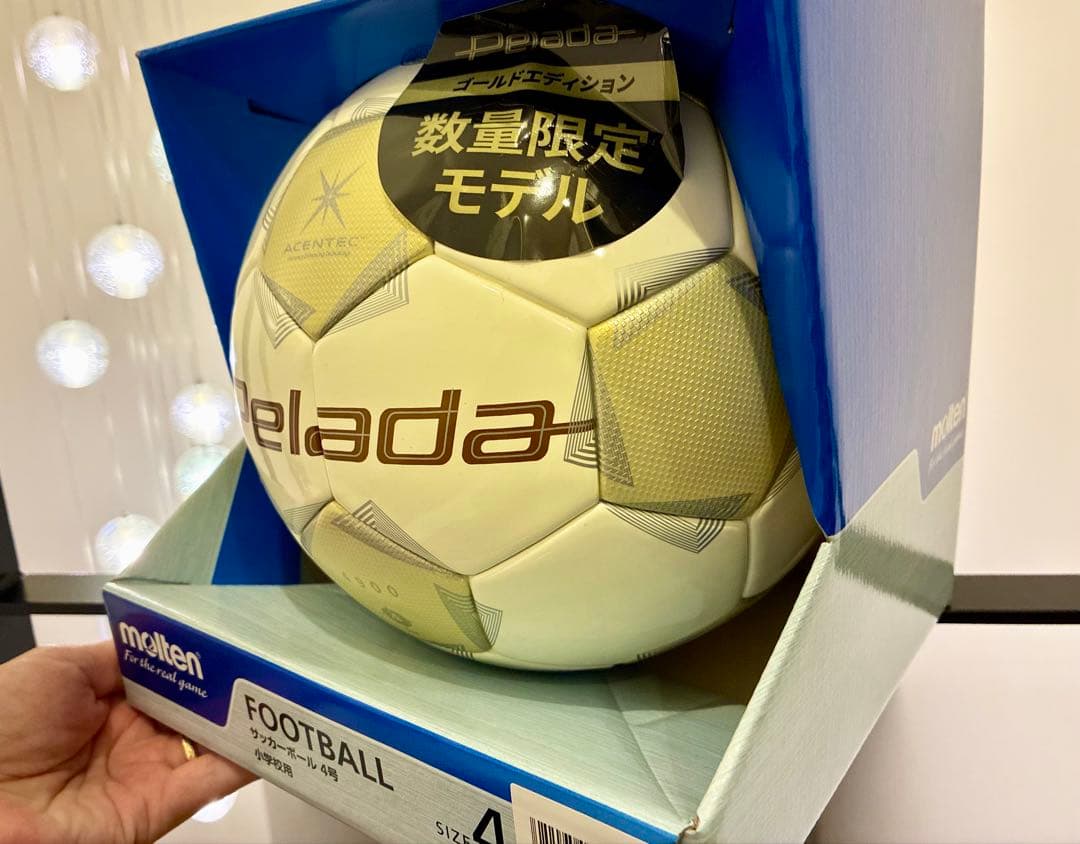 Pelada
ゴールドエディション
数量限定
モデル
ACENTEC
Pelada
molten
For the real game
FOOTBALL
サッカーボール 4号
小学校用
SIZE 4
molten